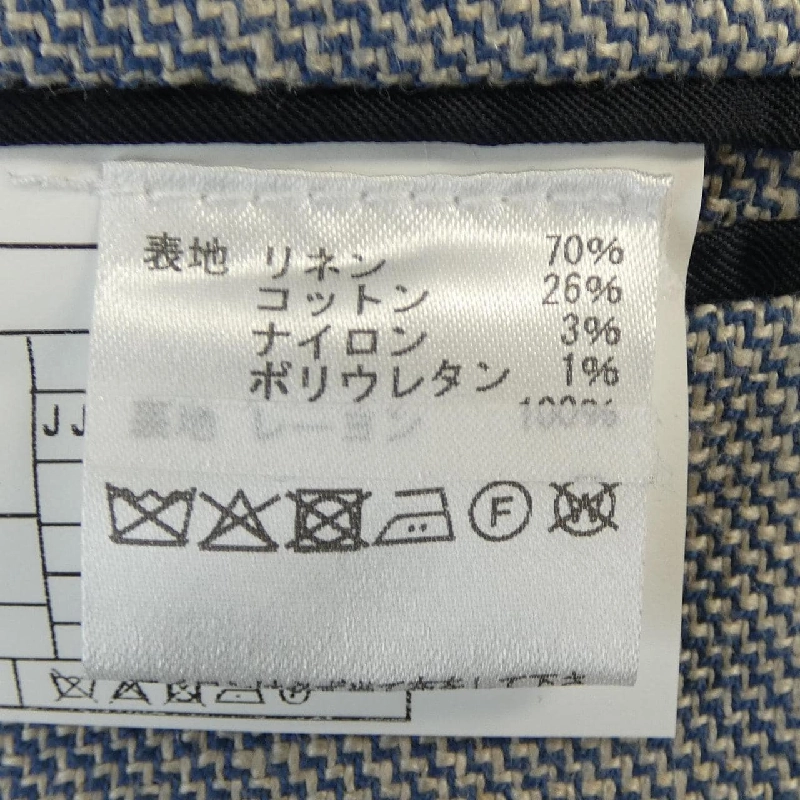 表地 リネン 70%
コットン 26%
ナイロン 3%
ポリウレタン 1%
裏地 レーヨン 100%
F W
JJ